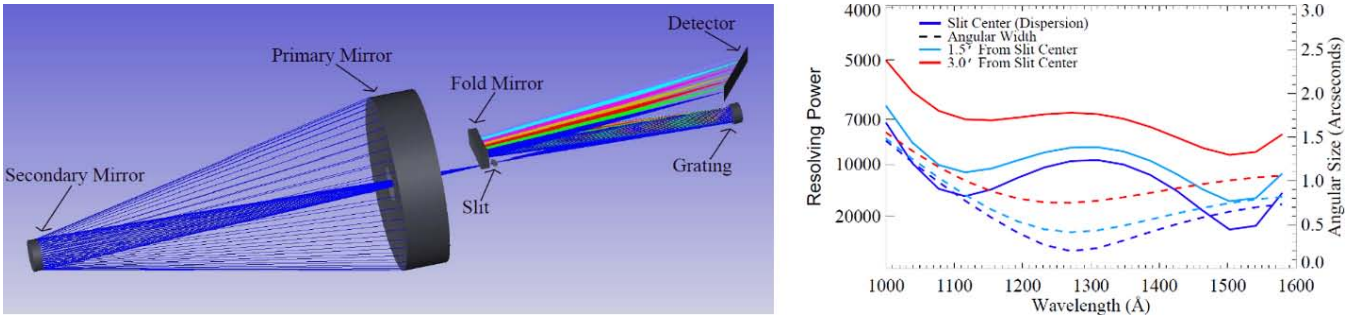 Detector
Primary Mirror
Fold Mirror
Secondary Mirror
Slit
Grating
4000
5000
7000
10000
20000
Resolving Power
Slit Center (Dispersion)
Angular Width
1.5' From Slit Center
3.0' From Slit Center
3.0
2.5
2.0
1.5
1.0
0.5
0.0
Angular Size (Arcseconds)
1000 1100 1200 1300 1400 1500 1600
Wavelength (Å)